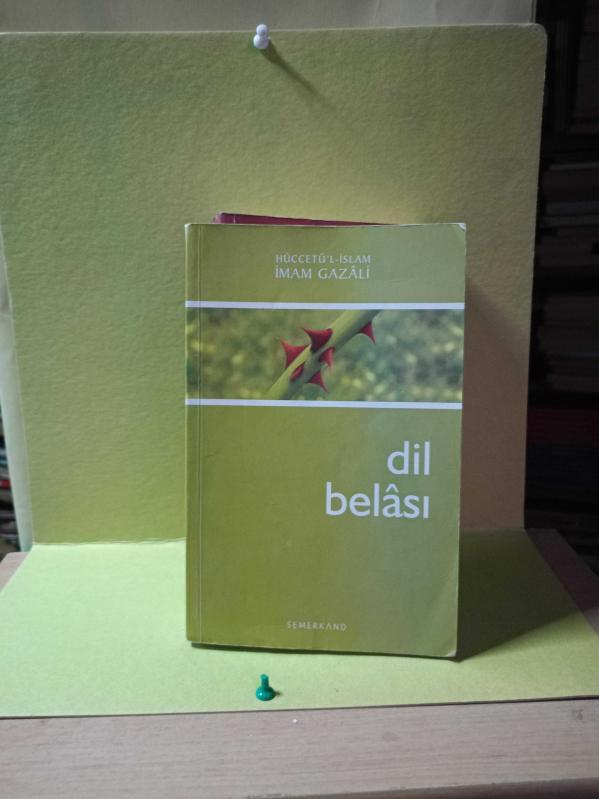 HÜCCETÜ'L-İSLAM
İMAM GAZÂLİ
dil
belâsı
SEMERKAND